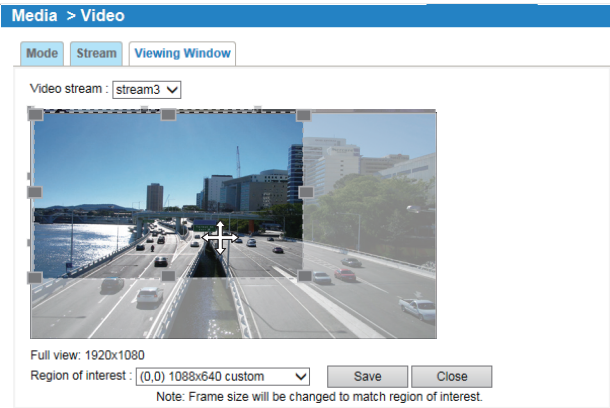 Media > Video
Mode Stream Viewing Window
Video stream : stream3
Full view: 1920x1080
Region of interest : (0,0) 1088x640 custom Save Close
Note: Frame size will be changed to match region of interest.